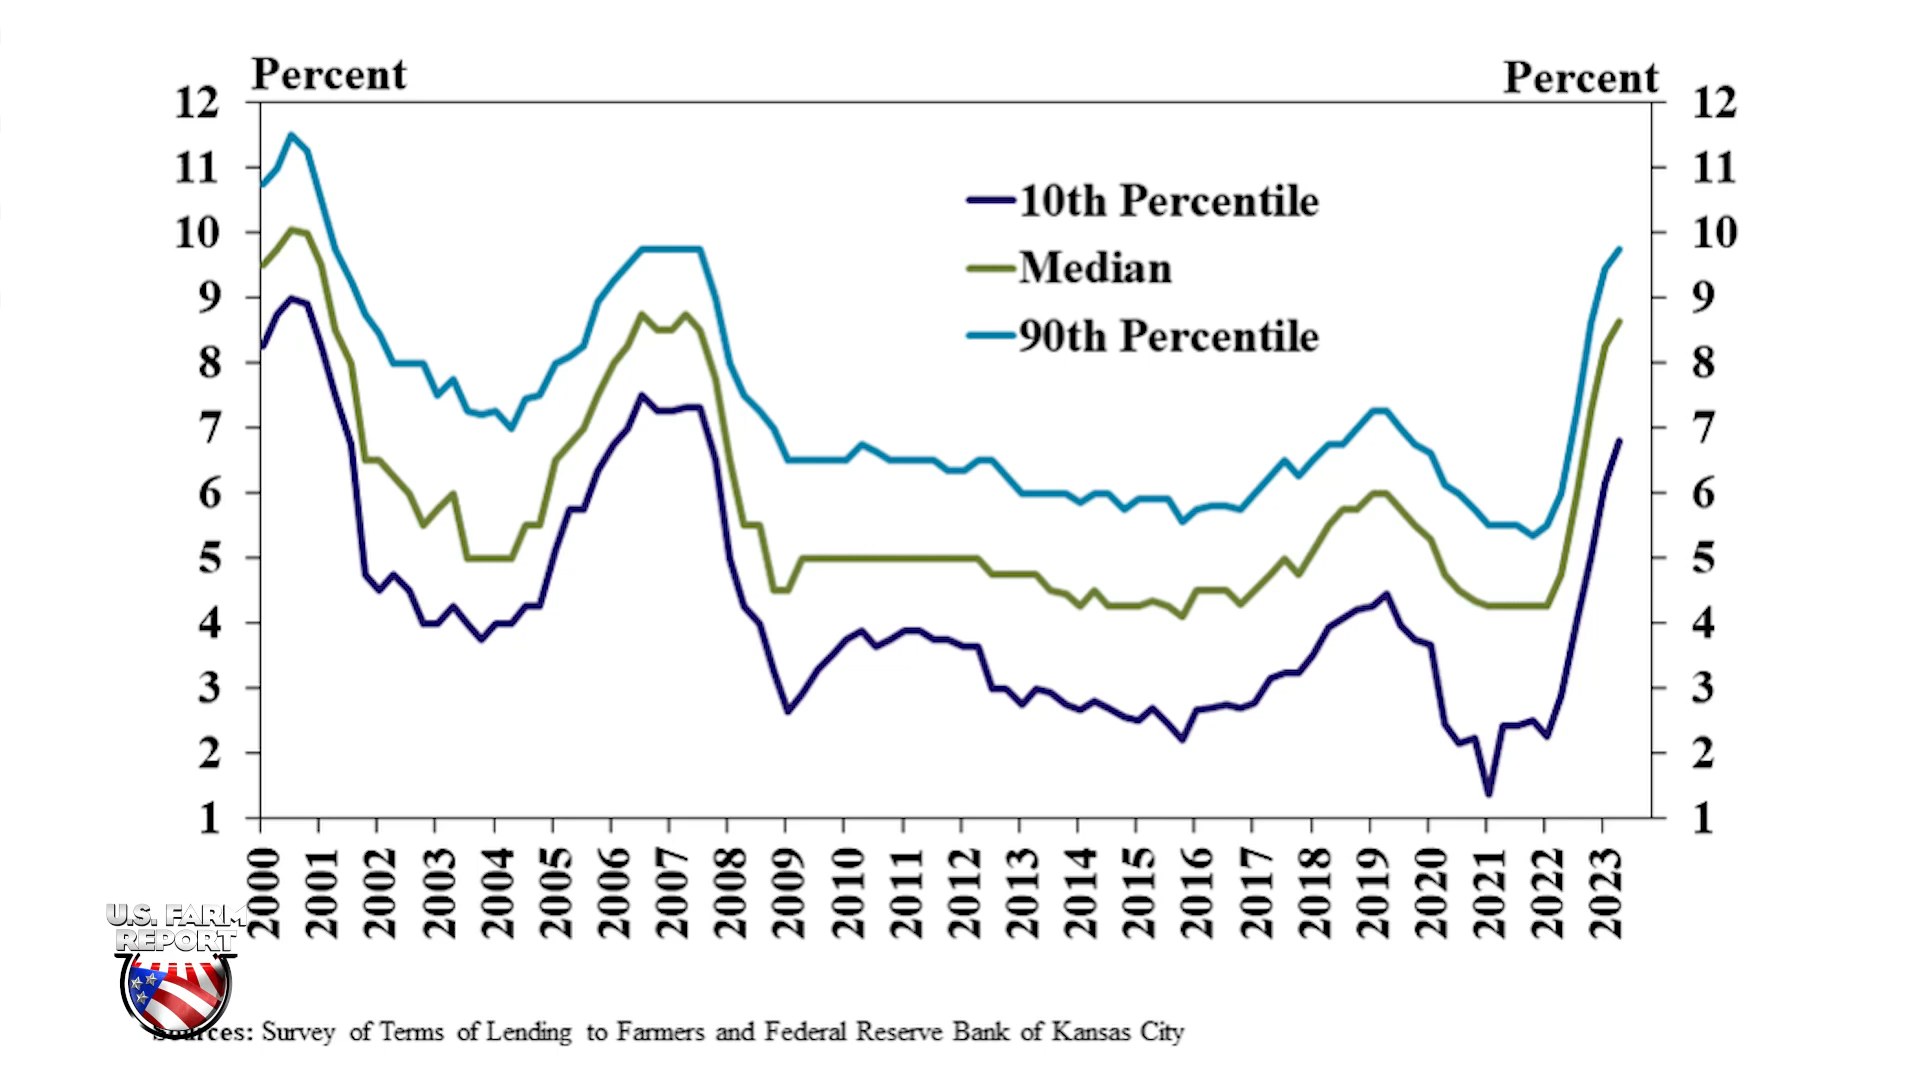 Percent Percent
12 12
11 11
10 10
9 9
8 8
7 7
6 6
5 5
4 4
3 3
2 2
1 1
10th Percentile
Median
90th Percentile
2000 2001 2002 2003 2004 2005 2006 2007 2008 2009 2010 2011 2012 2013 2014 2015 2016 2017 2018 2019 2020 2021 2022 2023
U.S. FARM
REPORT
Sources: Survey of Terms of Lending to Farmers and Federal Reserve Bank of Kansas City